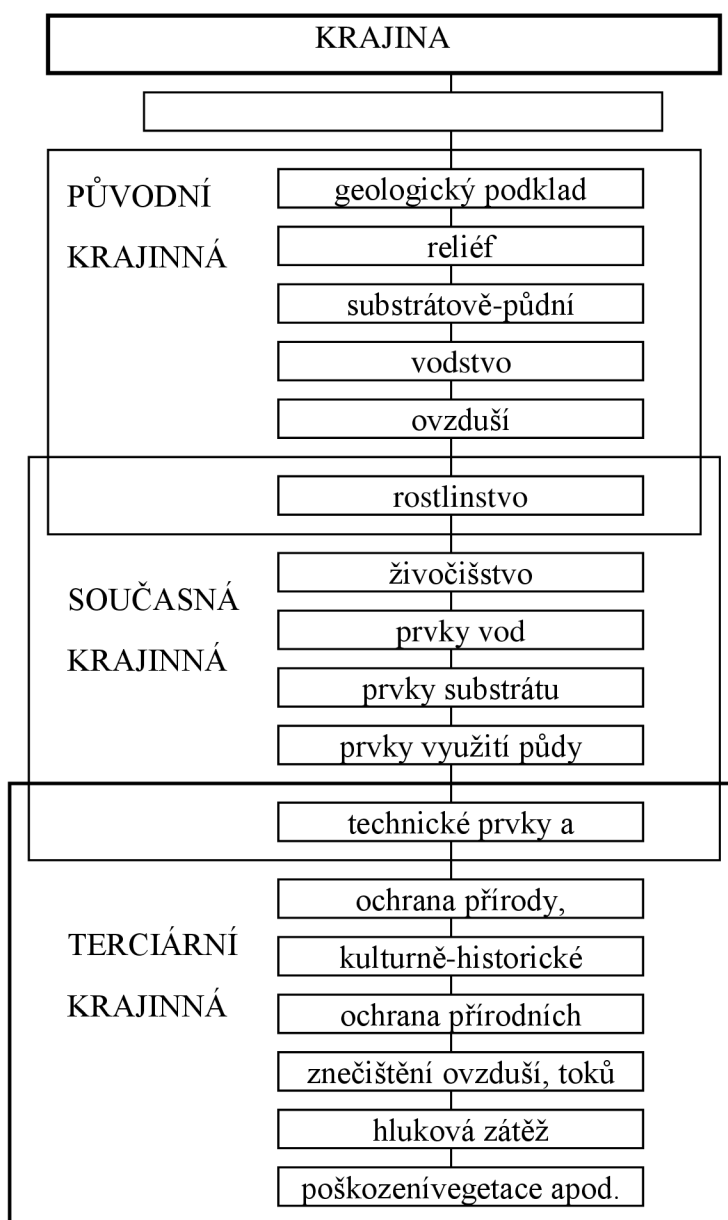 KRAJINA
PŮVODNÍ
KRAJINNÁ
geologický podklad
reliéf
substrátově-půdní
vodstvo
ovzduší
rostlinstvo
SOUČASNÁ
KRAJINNÁ
živočišstvo
prvky vod
prvky substrátu
prvky využití půdy
technické prvky a
TERCIÁRNÍ
KRAJINNÁ
ochrana přírody,
kulturně-historické
ochrana přírodních
znečištění ovzduší, toků
hluková zátěž
poškozenívegetace apod.